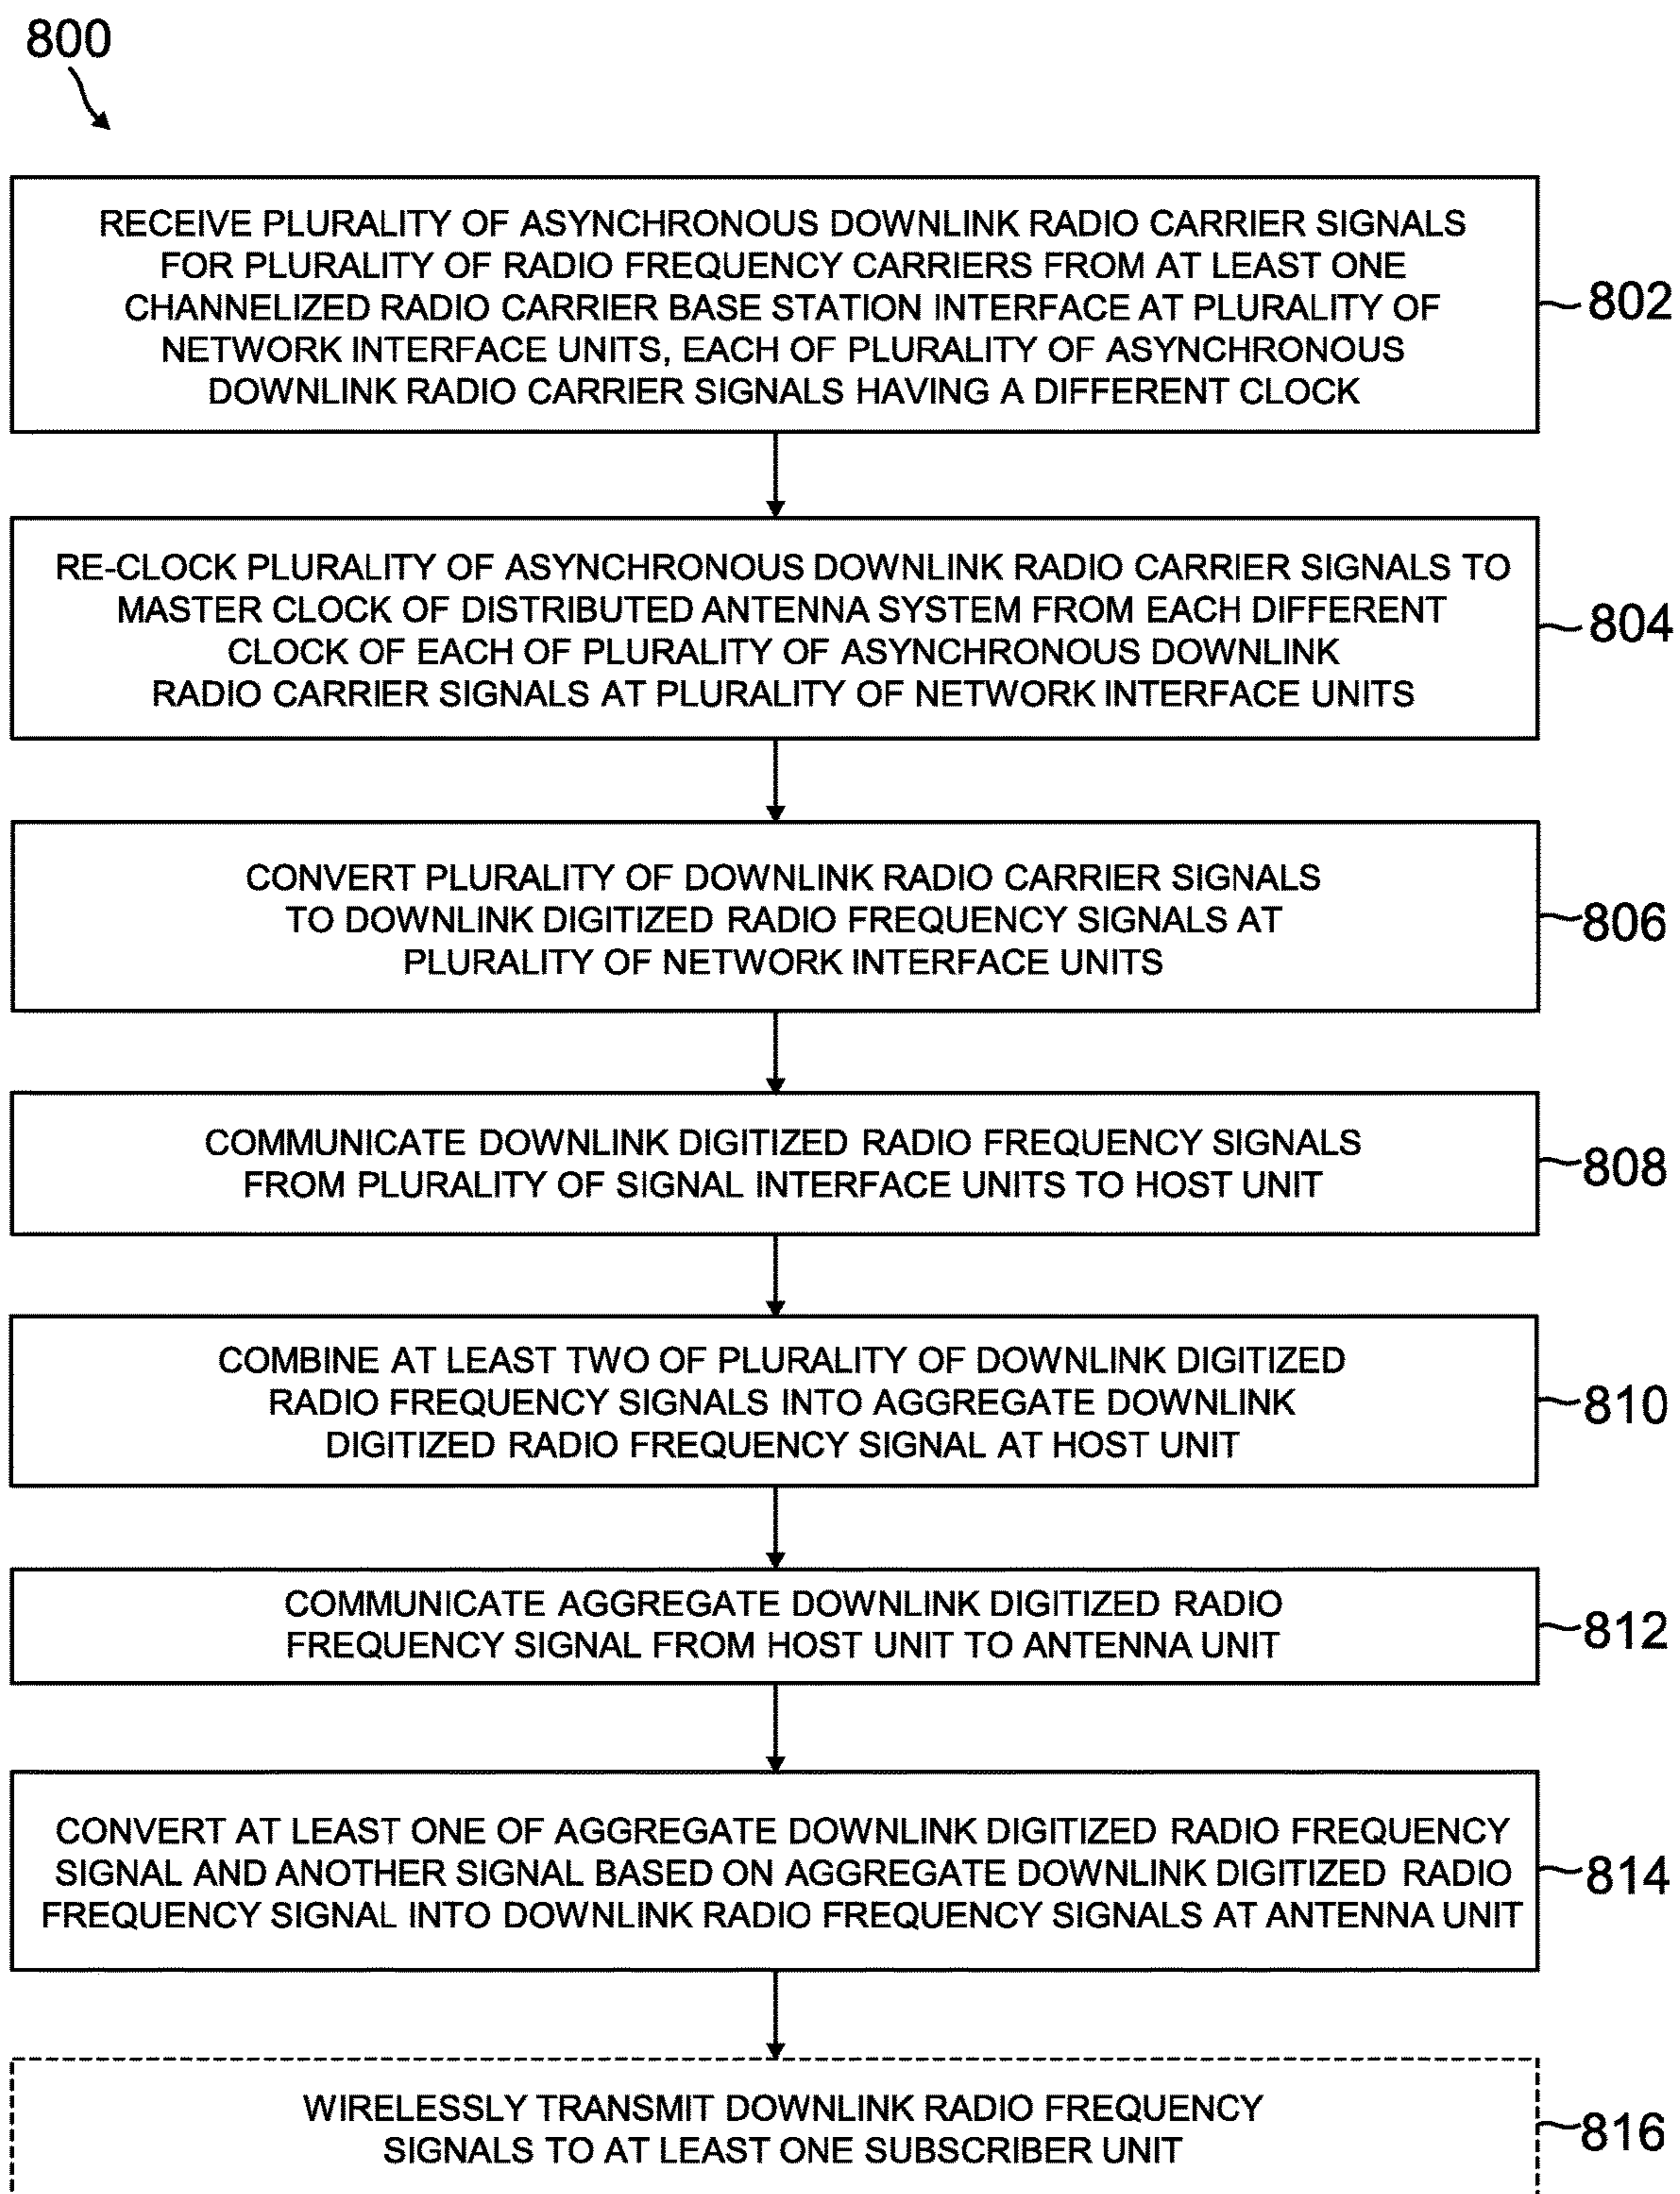 800
RECEIVE PLURALITY OF ASYNCHRONOUS DOWNLINK RADIO CARRIER SIGNALS
FOR PLURALITY OF RADIO FREQUENCY CARRIERS FROM AT LEAST ONE
CHANNELIZED RADIO CARRIER BASE STATION INTERFACE AT PLURALITY OF
NETWORK INTERFACE UNITS, EACH OF PLURALITY OF ASYNCHRONOUS
DOWNLINK RADIO CARRIER SIGNALS HAVING A DIFFERENT CLOCK
802
RE-CLOCK PLURALITY OF ASYNCHRONOUS DOWNLINK RADIO CARRIER SIGNALS TO
MASTER CLOCK OF DISTRIBUTED ANTENNA SYSTEM FROM EACH DIFFERENT
CLOCK OF EACH OF PLURALITY OF ASYNCHRONOUS DOWNLINK
RADIO CARRIER SIGNALS AT PLURALITY OF NETWORK INTERFACE UNITS
804
CONVERT PLURALITY OF DOWNLINK RADIO CARRIER SIGNALS
TO DOWNLINK DIGITIZED RADIO FREQUENCY SIGNALS AT
PLURALITY OF NETWORK INTERFACE UNITS
806
COMMUNICATE DOWNLINK DIGITIZED RADIO FREQUENCY SIGNALS
FROM PLURALITY OF SIGNAL INTERFACE UNITS TO HOST UNIT
808
COMBINE AT LEAST TWO OF PLURALITY OF DOWNLINK DIGITIZED
RADIO FREQUENCY SIGNALS INTO AGGREGATE DOWNLINK
DIGITIZED RADIO FREQUENCY SIGNAL AT HOST UNIT
810
COMMUNICATE AGGREGATE DOWNLINK DIGITIZED RADIO
FREQUENCY SIGNAL FROM HOST UNIT TO ANTENNA UNIT
812
CONVERT AT LEAST ONE OF AGGREGATE DOWNLINK DIGITIZED RADIO FREQUENCY
SIGNAL AND ANOTHER SIGNAL BASED ON AGGREGATE DOWNLINK DIGITIZED RADIO
FREQUENCY SIGNAL INTO DOWNLINK RADIO FREQUENCY SIGNALS AT ANTENNA UNIT
814
WIRELESSLY TRANSMIT DOWNLINK RADIO FREQUENCY
SIGNALS TO AT LEAST ONE SUBSCRIBER UNIT
816